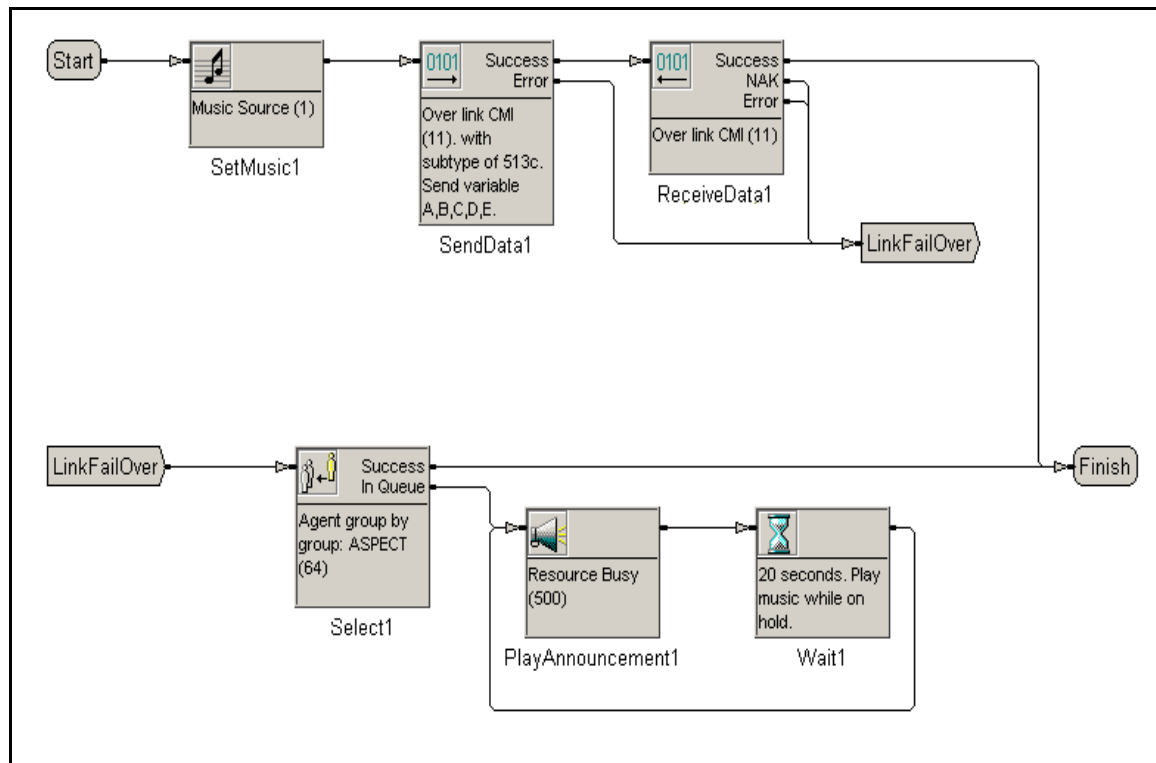 Start
Music Source (1)
SetMusic1
0101
Success
Error
Over link CMI
(11). with
subtype of 513c.
Send variable
A,B,C,D,E.
SendData1
0101
Success
NAK
Error
Over link CMI (11)
ReceiveData1
LinkFailOver
LinkFailOver
Success
In Queue
Agent group by
group: ASPECT
(64)
Select1
Resource Busy
(500)
PlayAnnouncement1
20 seconds. Play
music while on
hold.
Wait1
Finish